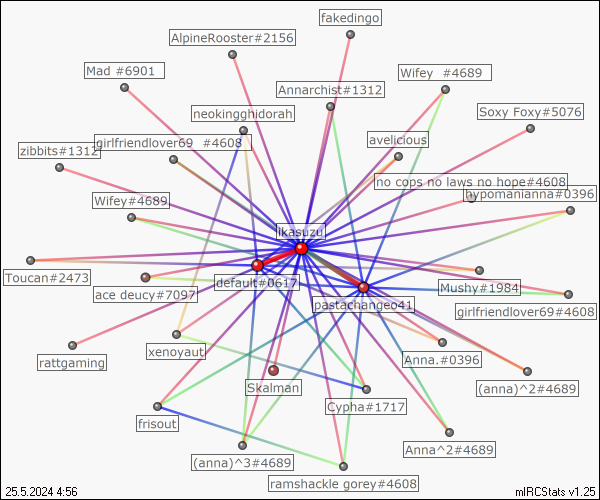 fakedingo
AlpineRooster#2156
Mad #6901
Wifey  #4689
Annarchist#1312
neokingghidorah
Soxy Foxy#5076
avelicious
girlfriendlover69  #4608
zibbits#1312
no cops no laws no hope#4608
hypomanianna#0396
Wifey#4689
ikasuzu
Toucan#2473
default#0617
Mushy#1984
ace deucy#7097
pastachangeo41
girlfriendlover69#4608
xenoyaut
Anna.#0396
rattgaming
Skalman
(anna)^2#4689
Cypha#1717
frisout
Anna^2#4689
(anna)^3#4689
ramshackle gorey#4608
25.5.2024 4:56
mIRCStats v1.25